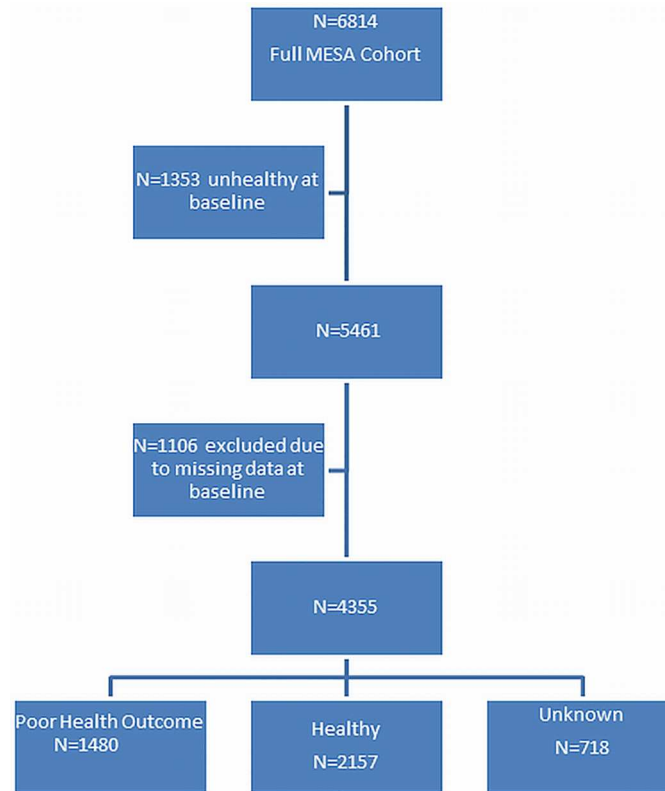 N=6814
Full MESA Cohort
N=1353 unhealthy at
baseline
N=5461
N=1106 excluded due
to missing data at
baseline
N=4355
Poor Health Outcome
N=1480
Healthy
N=2157
Unknown
N=718